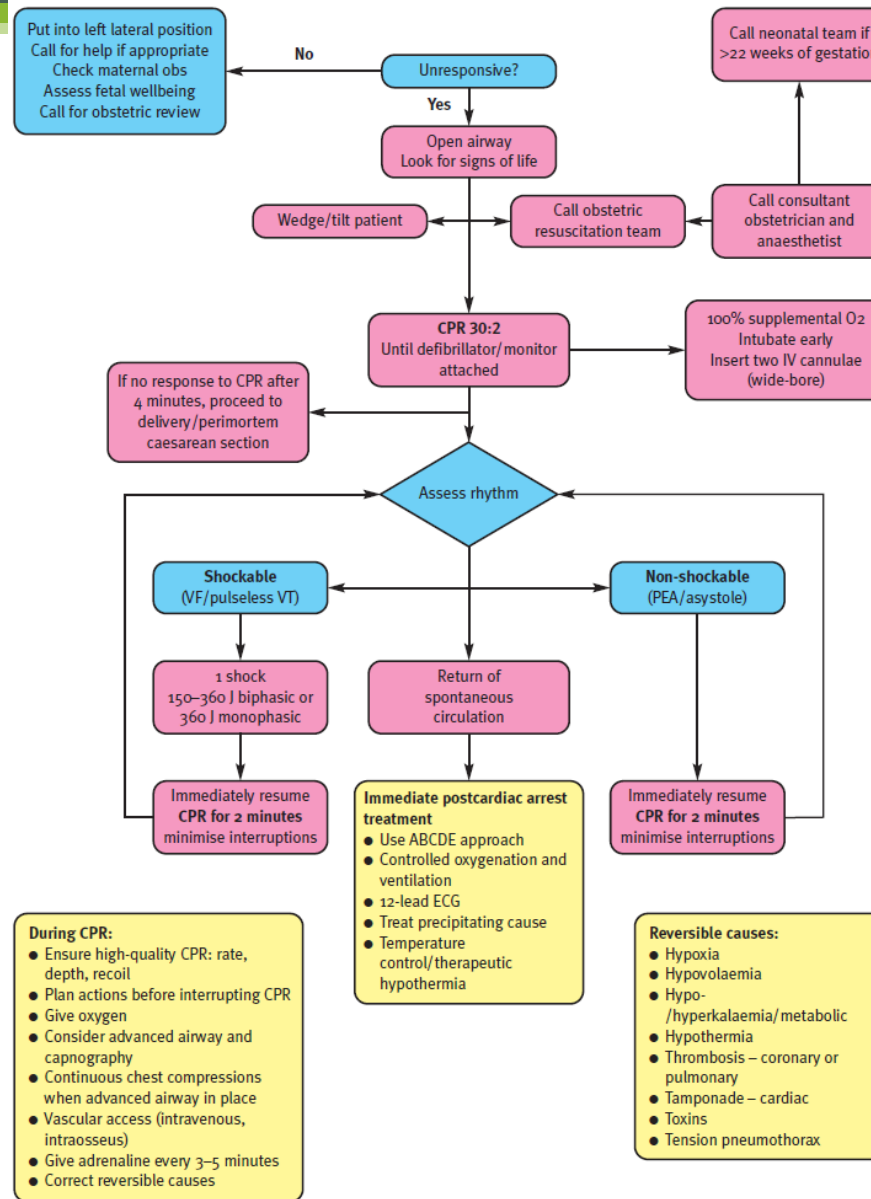 Put into left lateral position
Call for help if appropriate
Check maternal obs
Assess fetal wellbeing
Call for obstetric review
No
Unresponsive?
Yes
Call neonatal team if
>22 weeks of gestation
Open airway
Look for signs of life
Wedge/tilt patient
Call obstetric
resuscitation team
Call consultant
obstetrician and
anaesthetist
CPR 30:2
Until defibrillator/monitor
attached
100% supplemental O2
Intubate early
Insert two IV cannulae
(wide-bore)
If no response to CPR after
4 minutes, proceed to
delivery/perimortem
caesarean section
Assess rhythm
Shockable
(VF/pulseless VT)
Non-shockable
(PEA/asystole)
1 shock
150–360 J biphasic or
360 J monophasic
Return of
spontaneous
circulation
Immediately resume
CPR for 2 minutes
minimise interruptions
Immediate postcardiac arrest
treatment
● Use ABCDE approach
● Controlled oxygenation and
ventilation
● 12-lead ECG
● Treat precipitating cause
● Temperature
control/therapeutic
hypothermia
Immediately resume
CPR for 2 minutes
minimise interruptions
During CPR:
● Ensure high-quality CPR: rate,
depth, recoil
● Plan actions before interrupting CPR
● Give oxygen
● Consider advanced airway and
capnography
● Continuous chest compressions
when advanced airway in place
● Vascular access (intravenous,
intraosseus)
● Give adrenaline every 3–5 minutes
● Correct reversible causes
Reversible causes:
● Hypoxia
● Hypovolaemia
● Hypo-
/hyperkalaemia/metabolic
● Hypothermia
● Thrombosis – coronary or
pulmonary
● Tamponade – cardiac
● Toxins
● Tension pneumothorax